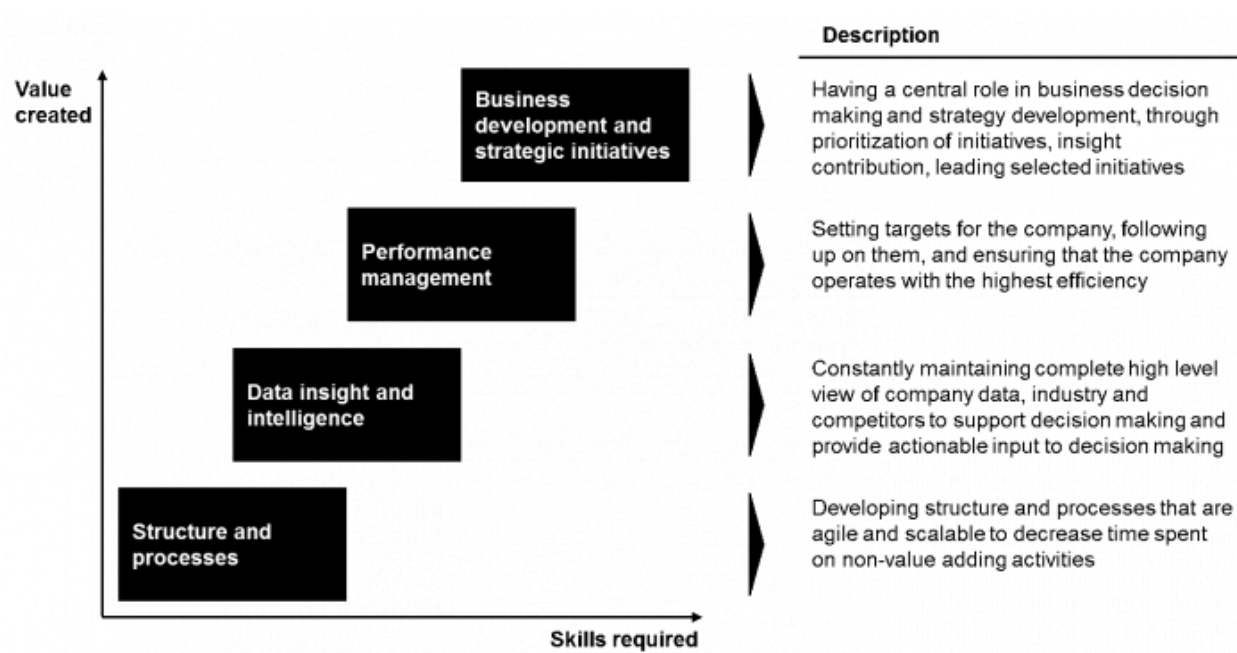 Description
Value
created
Business
development and
strategic initiatives
Having a central role in business decision
making and strategy development, through
prioritization of initiatives, insight
contribution, leading selected initiatives
Performance
management
Setting targets for the company, following
up on them, and ensuring that the company
operates with the highest efficiency
Data insight and
intelligence
Constantly maintaining complete high level
view of company data, industry and
competitors to support decision making and
provide actionable input to decision making
Structure and
processes
Developing structure and processes that are
agile and scalable to decrease time spent
on non-value adding activities
Skills required